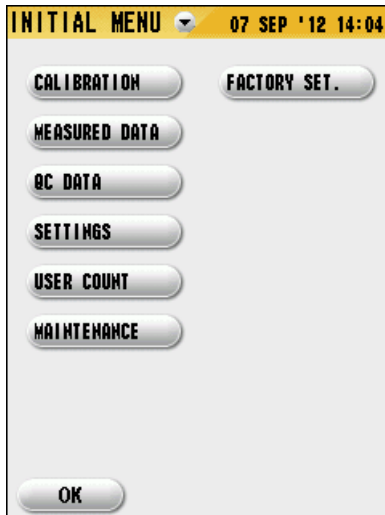 INITIAL MENU 07 SEP '12 14:04
CALIBRATION FACTORY SET.
MEASURED DATA
QC DATA
SETTINGS
USER COUNT
MAINTENANCE
OK